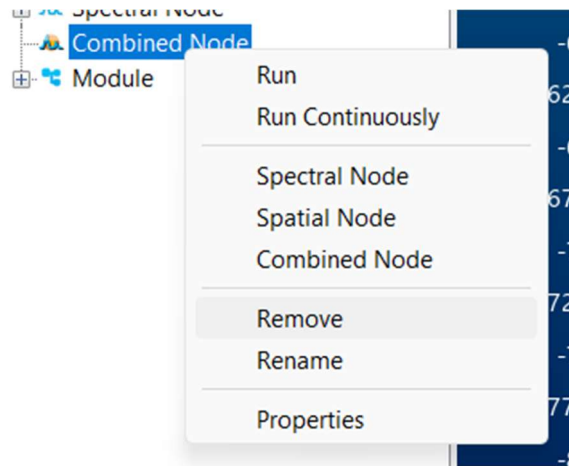 Spectral Node
Combined Node
Module
Run
Run Continuously
Spectral Node
Spatial Node
Combined Node
Remove
Rename
Properties